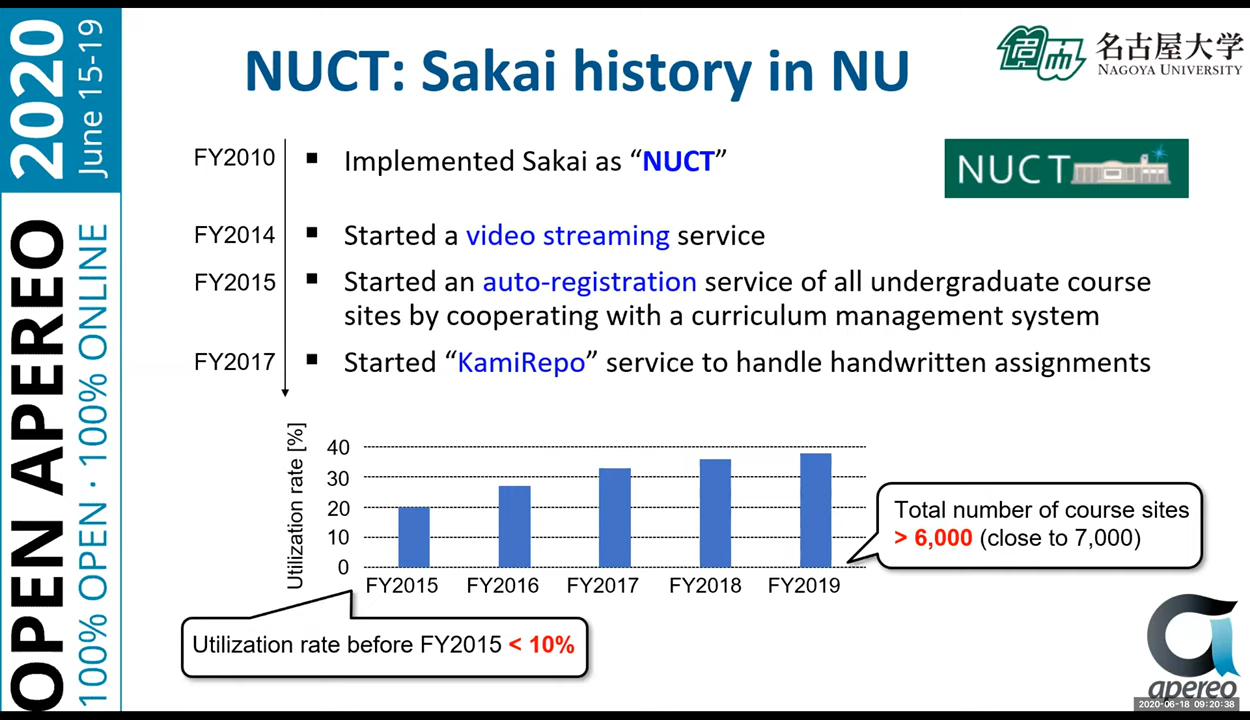 OPEN APEREO 2020
100% OPEN · 100% ONLINE June 15-19
NUCT: Sakai history in NU
名古屋大学
NAGOYA UNIVERSITY
NUCT
FY2010 ▪ Implemented Sakai as “NUCT”
FY2014 ▪ Started a video streaming service
FY2015 ▪ Started an auto-registration service of all undergraduate course
sites by cooperating with a curriculum management system
FY2017 ▪ Started “KamiRepo” service to handle handwritten assignments
Utilization rate [%]
40
30
20
10
0
FY2015 FY2016 FY2017 FY2018 FY2019
Total number of course sites
> 6,000 (close to 7,000)
Utilization rate before FY2015 < 10%
apereo
2020-06-18 09:20:38